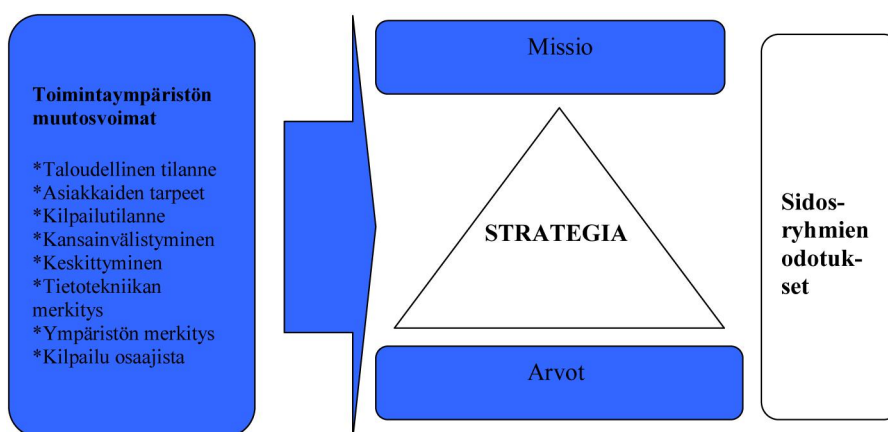 Toimintaympäristön
muutosvoimat
*Taloudellinen tilanne
*Asiakkaiden tarpeet
*Kilpailutilanne
*Kansainvälistyminen
*Keskittyminen
*Tietotekniikan
merkitys
*Ympäristön merkitys
*Kilpailu osaajista
Missio
STRATEGIA
Arvot
Sidos-
ryhmien
odotuk-
set